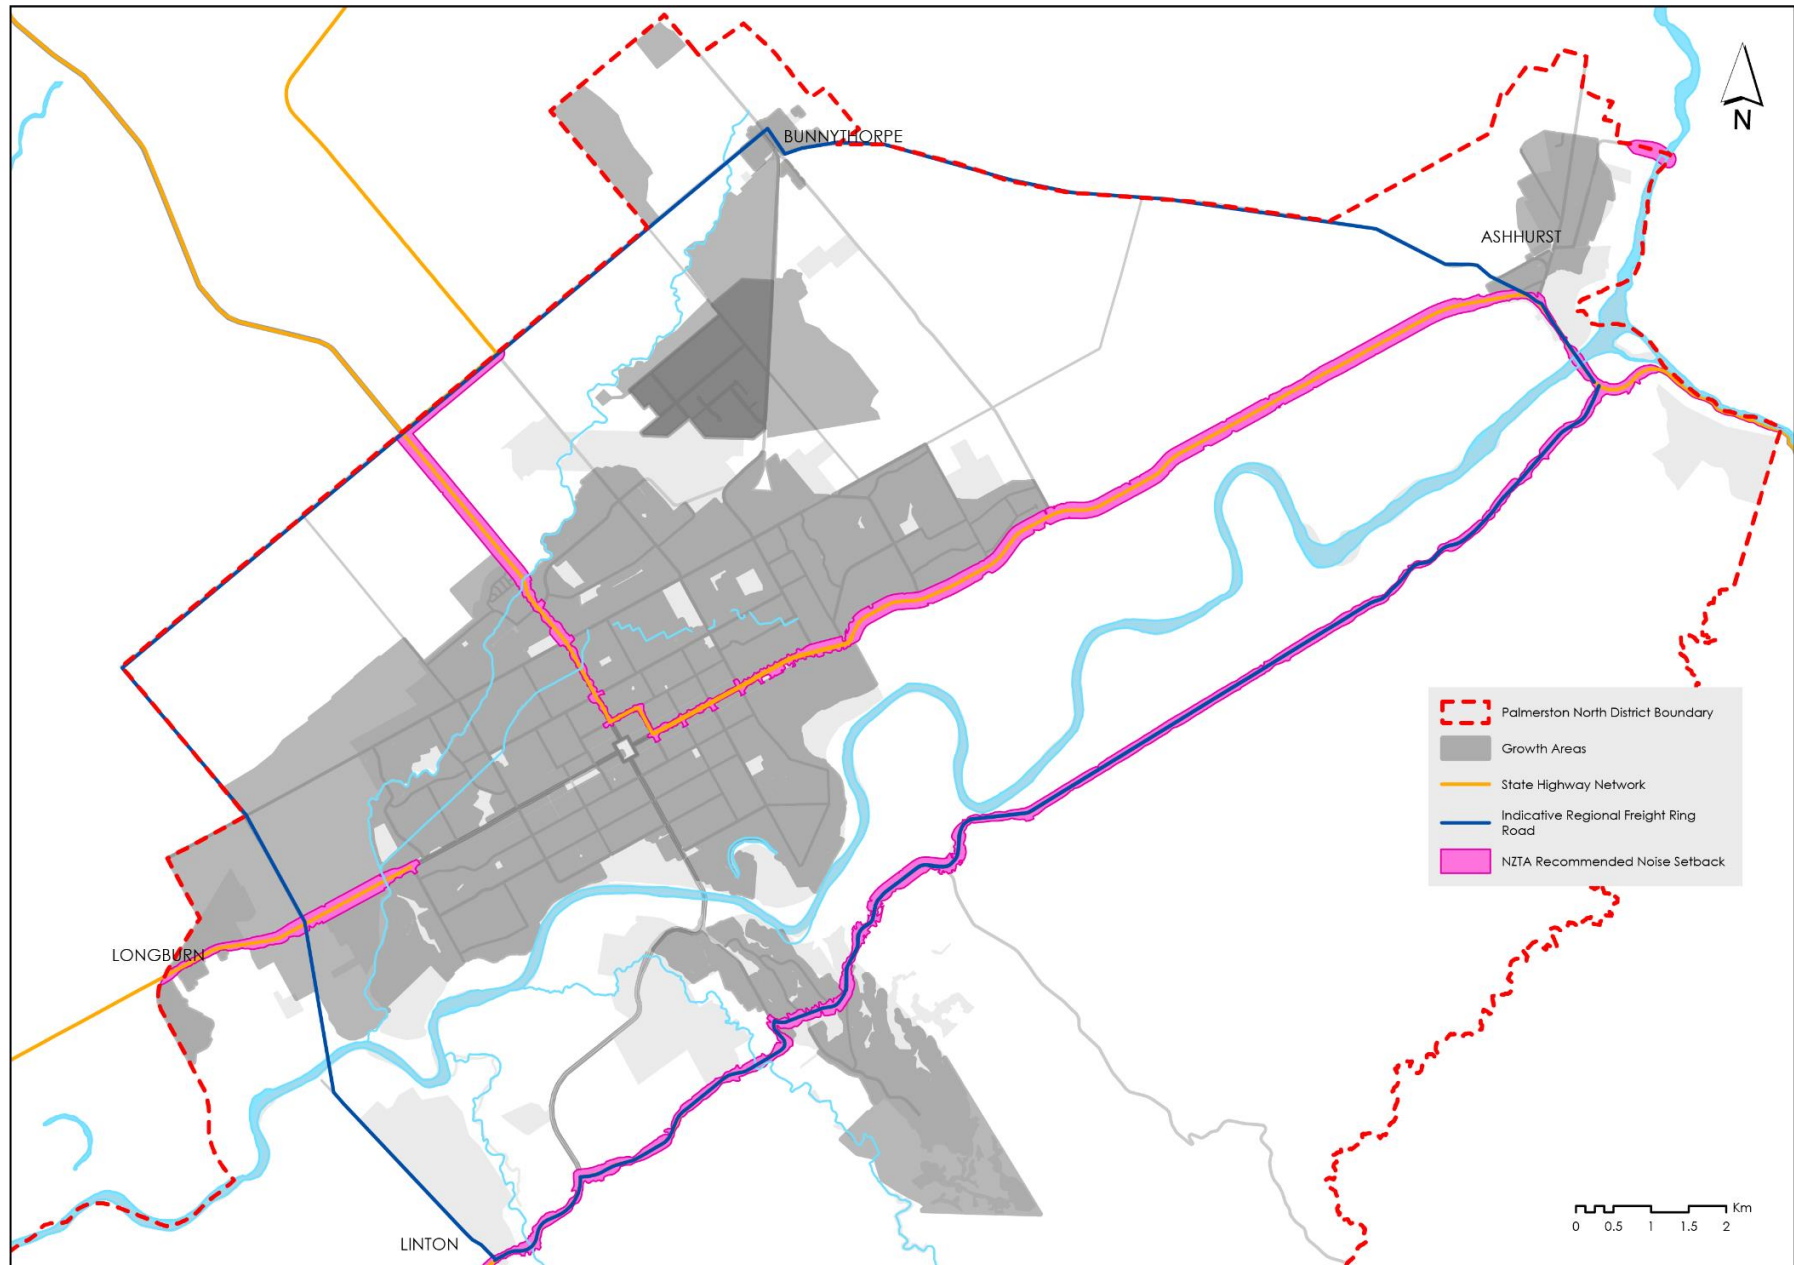 N
BUNNYTHORPE
ASHHURST
Palmerston North District Boundary
Growth Areas
State Highway Network
Indicative Regional Freight Ring
Road
NZTA Recommended Noise Setback
LONGBURN
LINTON
Km
0 0.5 1 1.5 2